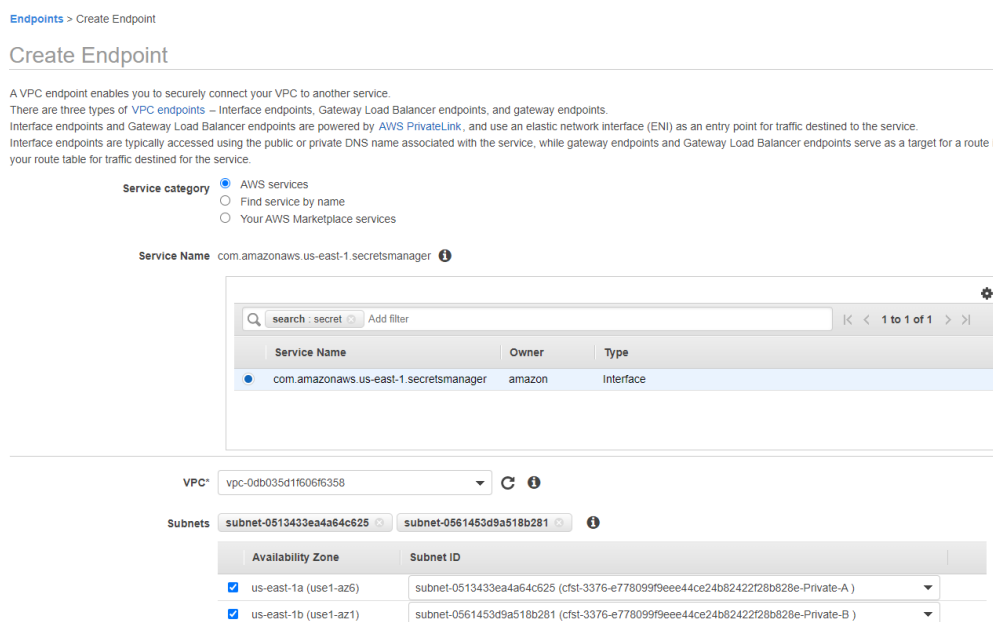 Endpoints > Create Endpoint
Create Endpoint
A VPC endpoint enables you to securely connect your VPC to another service.
There are three types of VPC endpoints – Interface endpoints, Gateway Load Balancer endpoints, and gateway endpoints.
Interface endpoints and Gateway Load Balancer endpoints are powered by AWS PrivateLink, and use an elastic network interface (ENI) as an entry point for traffic destined to the service.
Interface endpoints are typically accessed using the public or private DNS name associated with the service, while gateway endpoints and Gateway Load Balancer endpoints serve as a target for a route
your route table for traffic destined for the service.
Service category AWS services
Find service by name
Your AWS Marketplace services
Service Name com.amazonaws.us-east-1.secretsmanager
search : secret Add filter 1 to 1 of 1
Service Name Owner Type
com.amazonaws.us-east-1.secretsmanager amazon Interface
VPC* vpc-0db035d1f606f6358
Subnets subnet-0513433ea4a64c625 subnet-0561453d9a518b281
Availability Zone Subnet ID
us-east-1a (use1-az6) subnet-0513433ea4a64c625 (cfst-3376-e778099f9eee44ce24b82422f28b828e-Private-A )
us-east-1b (use1-az1) subnet-0561453d9a518b281 (cfst-3376-e778099f9eee44ce24b82422f28b828e-Private-B )